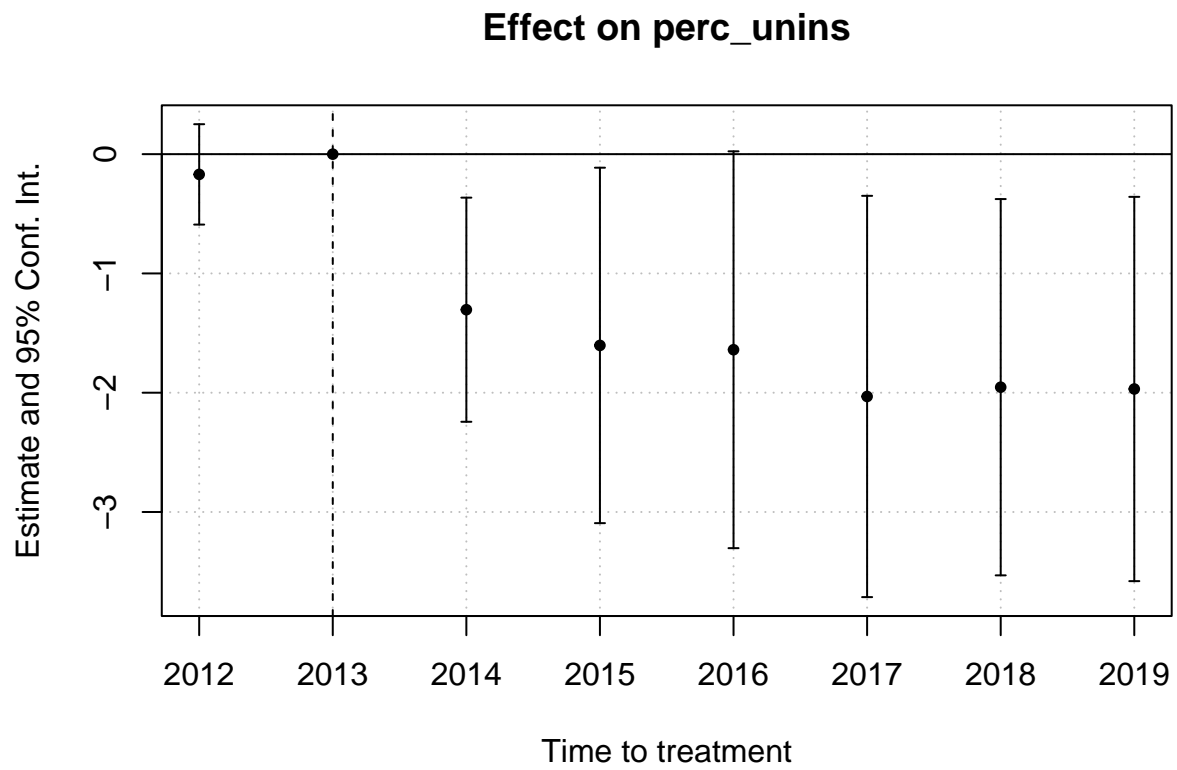 Effect on perc_unins
Estimate and 95% Conf. Int.
0
−1
−2
−3
2012 2013 2014 2015 2016 2017 2018 2019
Time to treatment